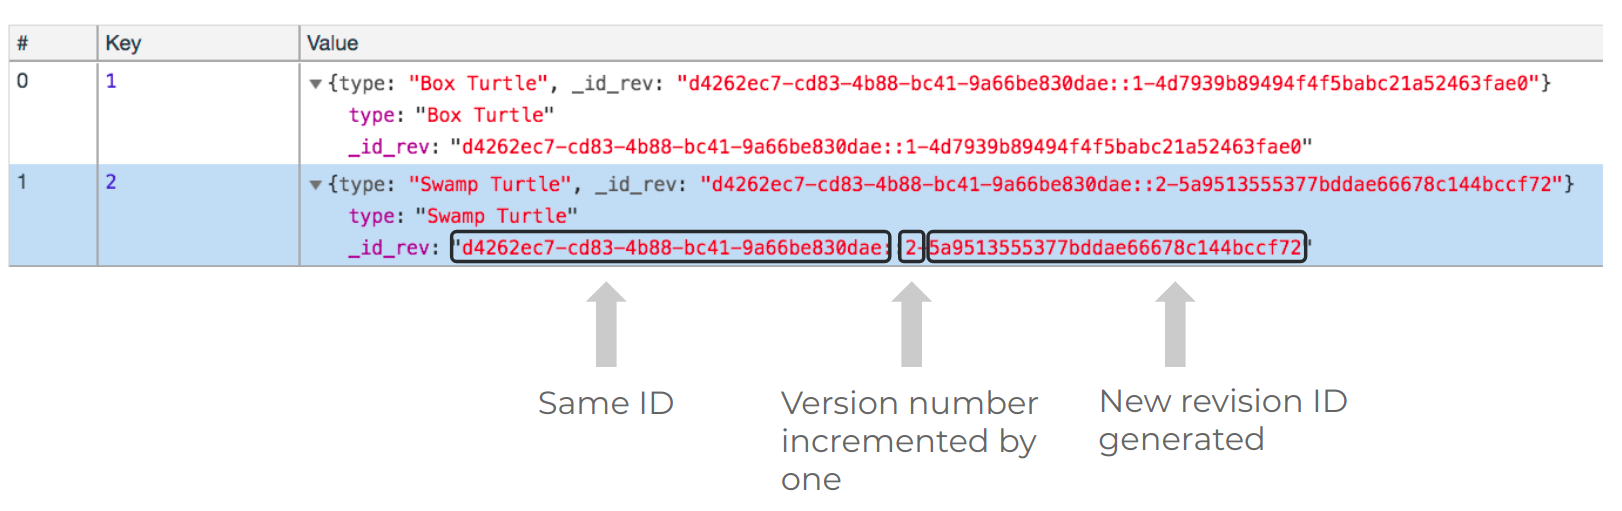 # Key Value
0 1 ▼{type: "Box Turtle", _id_rev: "d4262ec7-cd83-4b88-bc41-9a66be830dae::1-4d7939b89494f4f5babc21a52463fae0"}
type: "Box Turtle"
_id_rev: "d4262ec7-cd83-4b88-bc41-9a66be830dae::1-4d7939b89494f4f5babc21a52463fae0"
1 2 ▼{type: "Swamp Turtle", _id_rev: "d4262ec7-cd83-4b88-bc41-9a66be830dae::2-5a9513555377bddae66678c144bccf72"}
type: "Swamp Turtle"
_id_rev: "d4262ec7-cd83-4b88-bc41-9a66be830dae::2-5a9513555377bddae66678c144bccf72"
Same ID
Version number
incremented by
one
New revision ID
generated